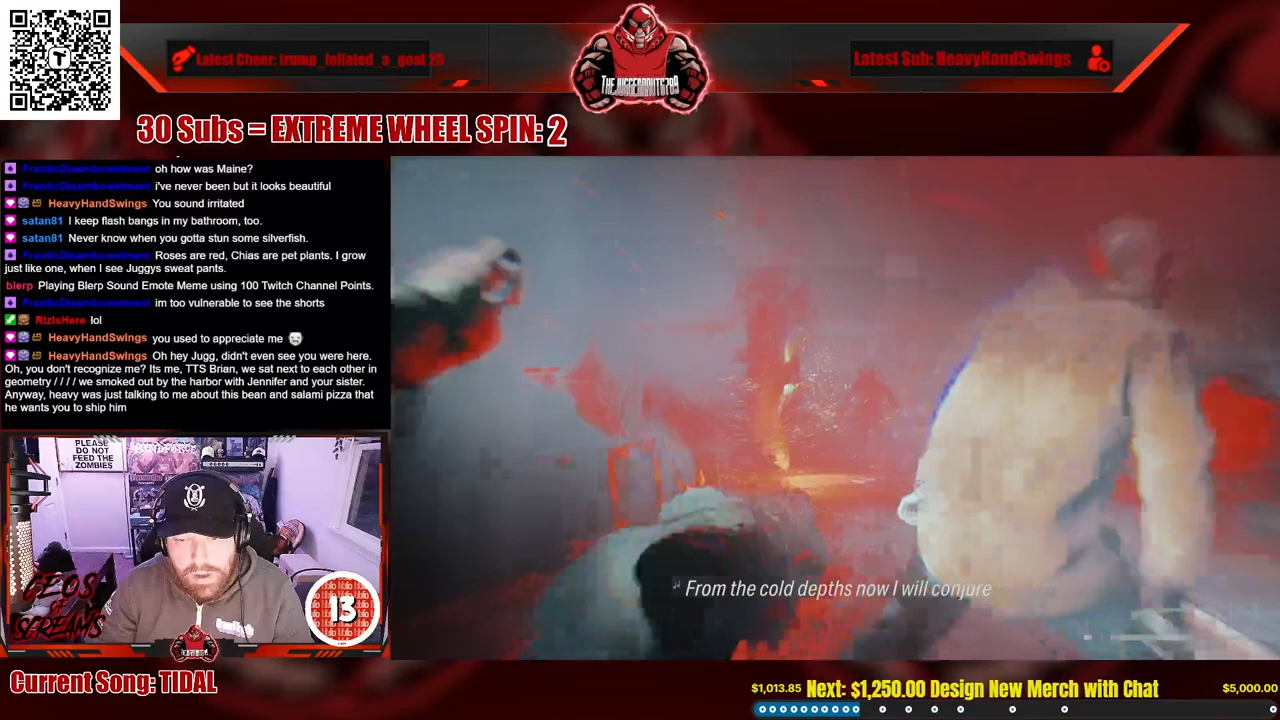 Latest Cheer: trump_fellated_a_goat 25
THEJUGGERNAUT6789
Latest Sub: HeavyHandSwings
30 Subs = EXTREME WHEEL SPIN: 2
FranticDisembowelment oh how was Maine?
FranticDisembowelment i've never been but it looks beautiful
HeavyHandSwings You sound irritated
satan81 I keep flash bangs in my bathroom, too.
satan81 Never know when you gotta stun some silverfish.
FranticDisembowelment Roses are red, Chias are pet plants. I grow
just like one, when I see Juggys sweat pants.
blerp Playing Blerp Sound Emote Meme using 100 Twitch Channel Points.
FranticDisembowelment im too vulnerable to see the shorts
RizIsHere lol
HeavyHandSwings you used to appreciate me
HeavyHandSwings Oh hey Jugg, didn't even see you were here.
Oh, you don't recognize me? Its me, TTS Brian, we sat next to each other in
geometry / / / / we smoked out by the harbor with Jennifer and your sister.
Anyway, heavy was just talking to me about this bean and salami pizza that
he wants you to ship him
PLEASE
DO NOT
FEED THE
ZOMBIES
GEOS
OF
SCREAMS
13
♫ From the cold depths now I will conjure
Current Song: TIDAL
$1,013.85 Next: $1,250.00 Design New Merch with Chat $5,000.00